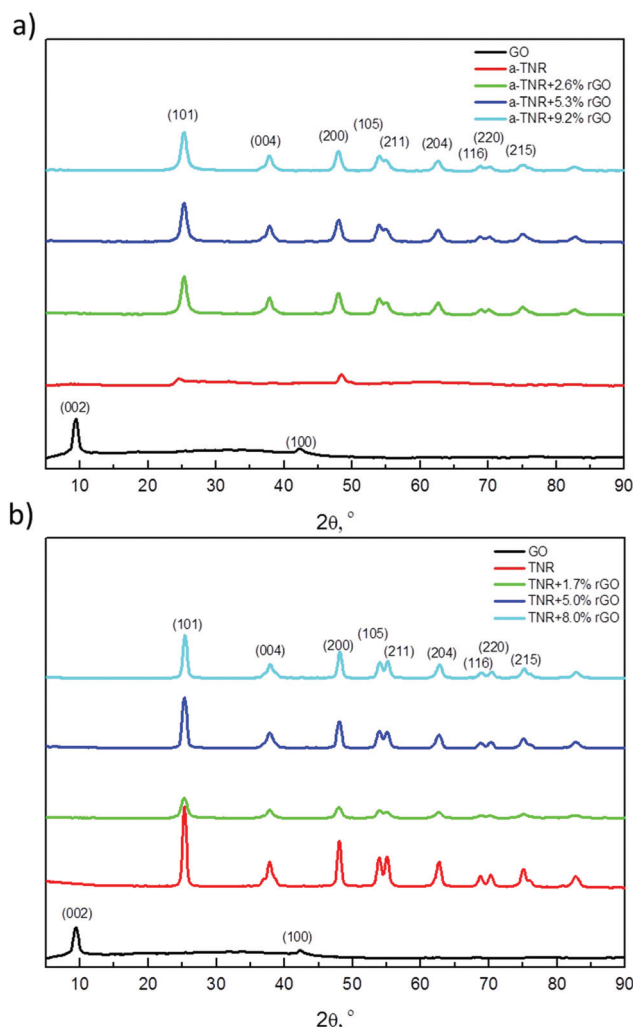 a)
GO
a-TNR
a-TNR+2.6% rGO
a-TNR+5.3% rGO
a-TNR+9.2% rGO
(101)
(004)
(200)
(105)
(211)
(204)
(116)
(220)
(215)
(002)
(100)
10 20 30 40 50 60 70 80 90
2θ, °
b)
GO
TNR
TNR+1.7% rGO
TNR+5.0% rGO
TNR+8.0% rGO
(101)
(004)
(200)
(105)
(211)
(204)
(116)
(220)
(215)
(002)
(100)
10 20 30 40 50 60 70 80 90
2θ, °